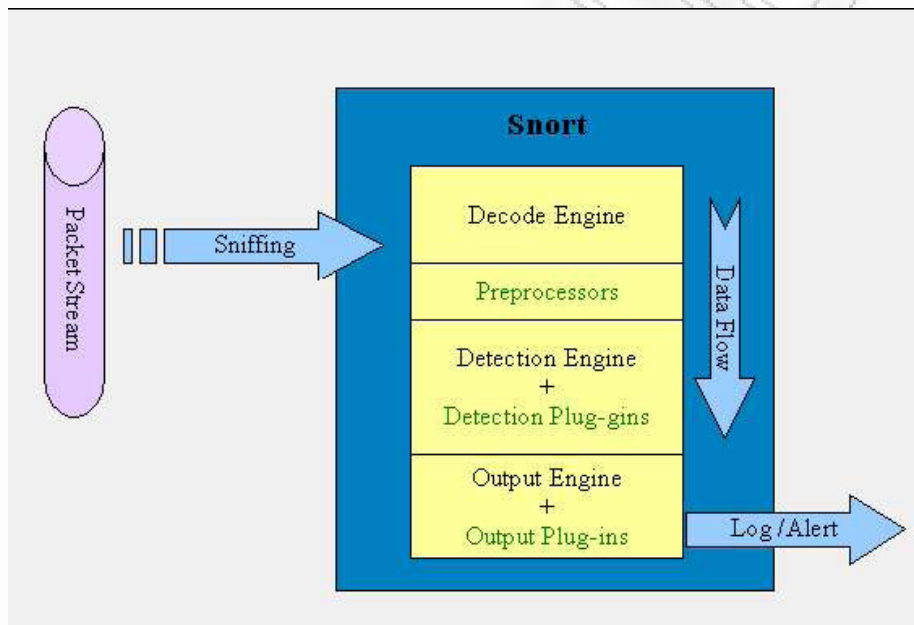 Snort
Packet Stream
Sniffing
Decode Engine
Preprocessors
Detection Engine
+
Detection Plug-gins
Output Engine
+
Output Plug-ins
Data Flow
Log /Alert